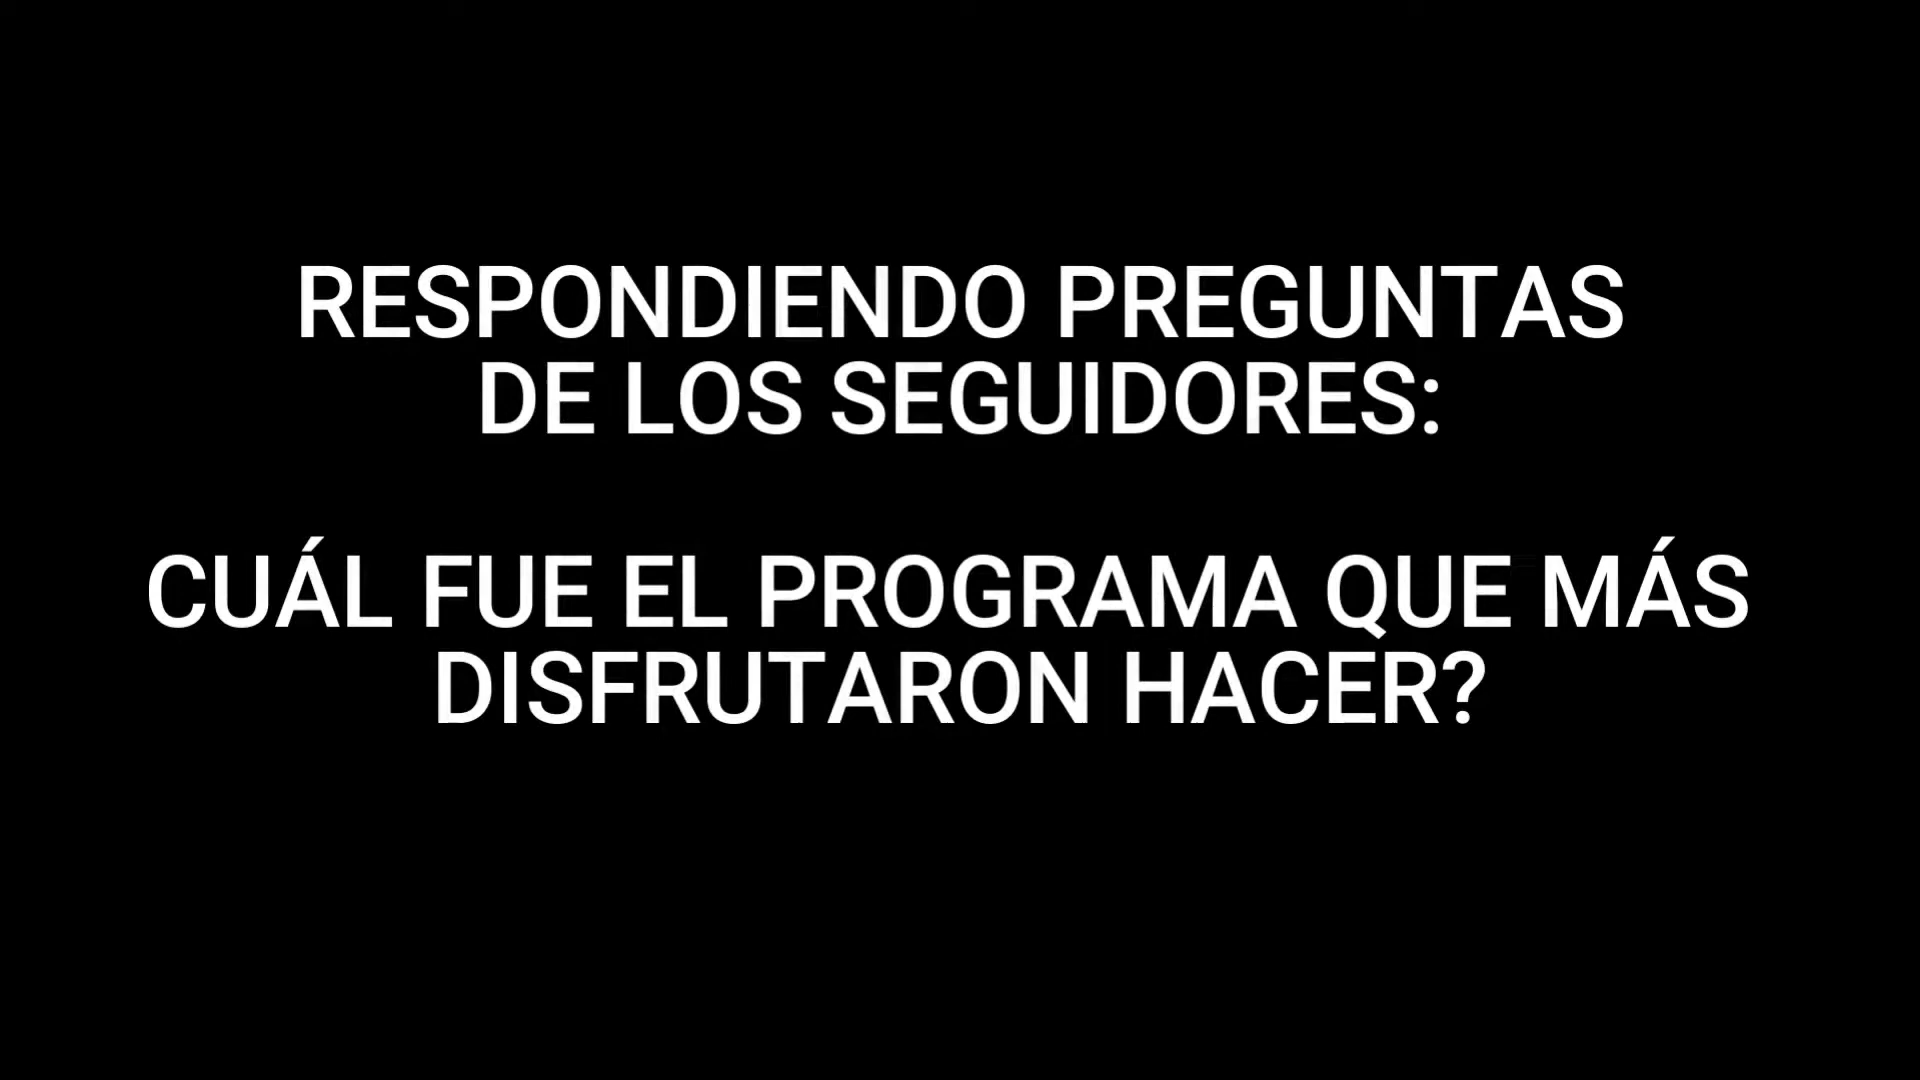 RESPONDIENDO PREGUNTAS
DE LOS SEGUIDORES:
CUÁL FUE EL PROGRAMA QUE MÁS
DISFRUTARON HACER?